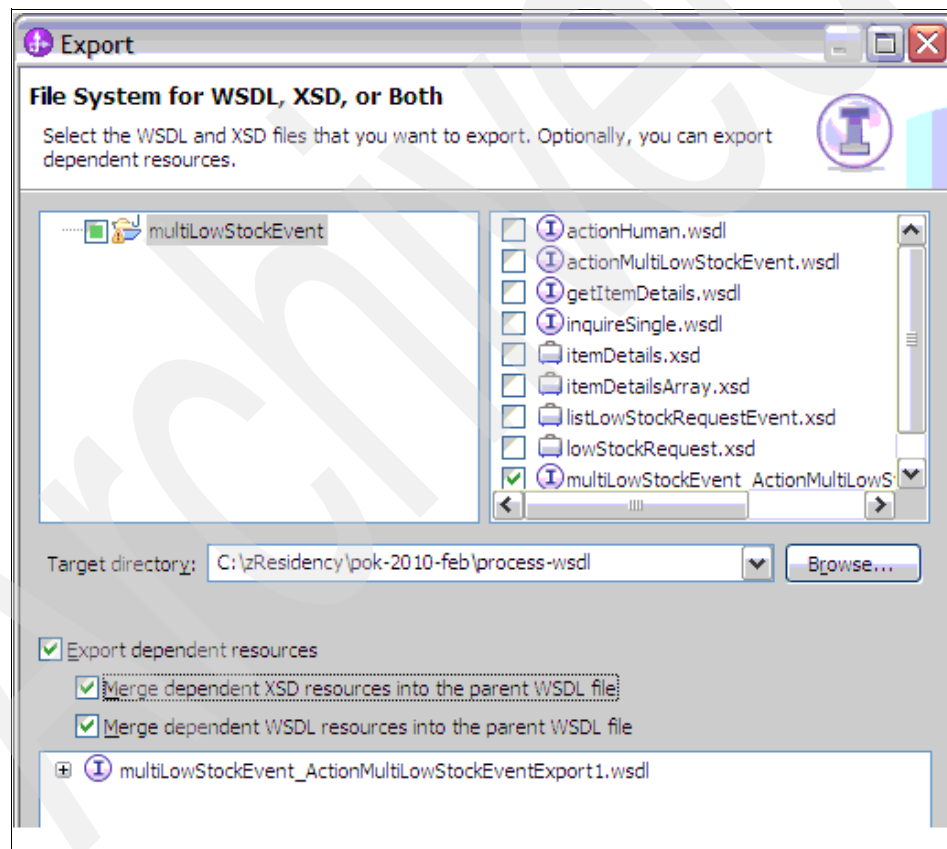 Export
File System for WSDL, XSD, or Both
Select the WSDL and XSD files that you want to export. Optionally, you can export
dependent resources.
multiLowStockEvent
actionHuman.wsdl
actionMultiLowStockEvent.wsdl
getItemDetails.wsdl
inquireSingle.wsdl
itemDetails.xsd
itemDetailsArray.xsd
listLowStockRequestEvent.xsd
lowStockRequest.xsd
multiLowStockEvent_ActionMultiLowS
Target directory: C:\zResidency\pok-2010-feb\process-wsdl Browse...
Export dependent resources
Merge dependent XSD resources into the parent WSDL file
Merge dependent WSDL resources into the parent WSDL file
multiLowStockEvent_ActionMultiLowStockEventExport1.wsdl